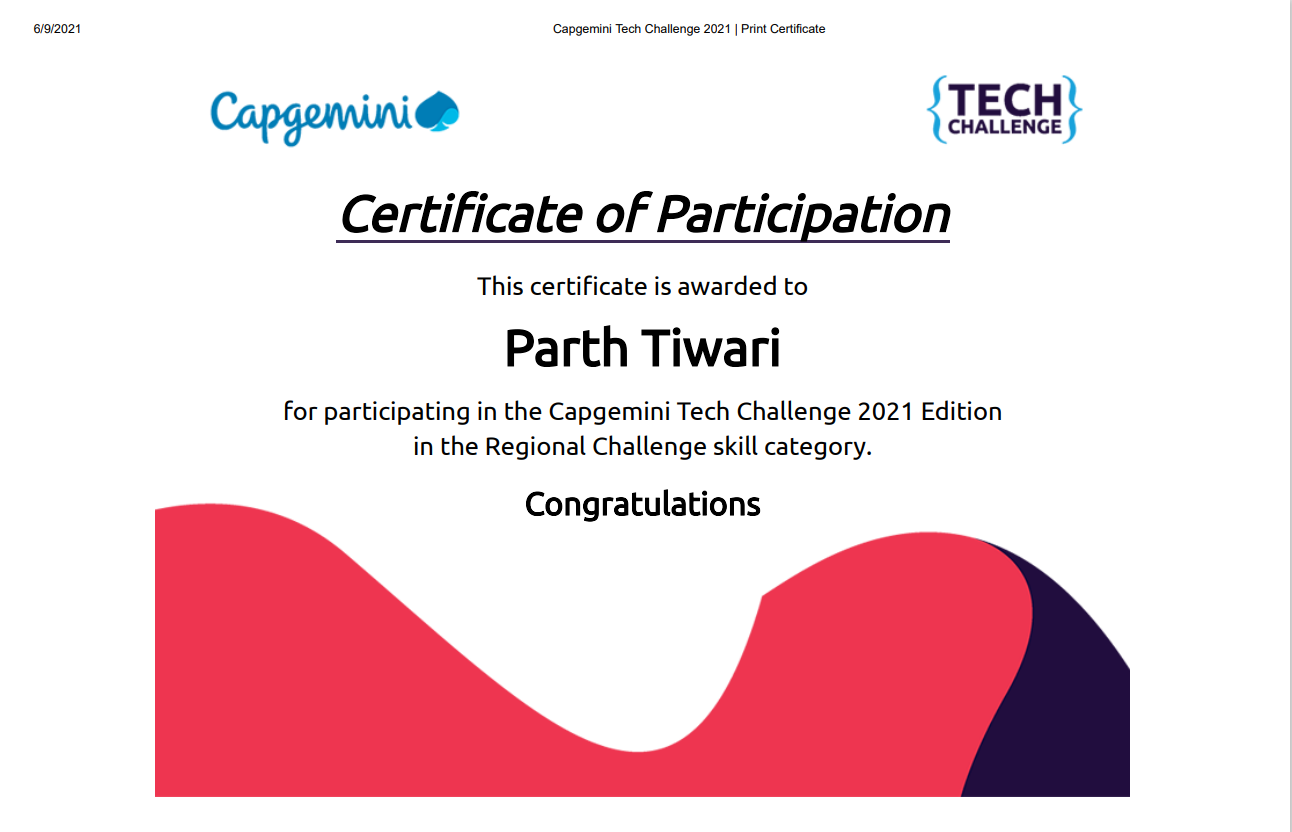 6/9/2021
Capgemini Tech Challenge 2021 | Print Certificate
Capgemini
{TECH
CHALLENGE}
Certificate of Participation
This certificate is awarded to
Parth Tiwari
for participating in the Capgemini Tech Challenge 2021 Edition
in the Regional Challenge skill category.
Congratulations